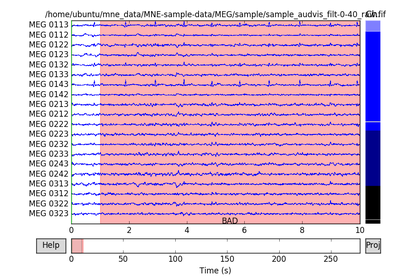 /home/ubuntu/mne_data/MNE-sample-data/MEG/sample/sample_audvis_filt-0-40_raw.fif
MEG 0113
MEG 0112
MEG 0122
MEG 0123
MEG 0132
MEG 0133
MEG 0143
MEG 0142
MEG 0213
MEG 0212
MEG 0222
MEG 0223
MEG 0232
MEG 0233
MEG 0243
MEG 0242
MEG 0313
MEG 0312
MEG 0322
MEG 0323
BAD
0 2 4 6 8 10
Help
Proj
0 50 100 150 200 250
Time (s)